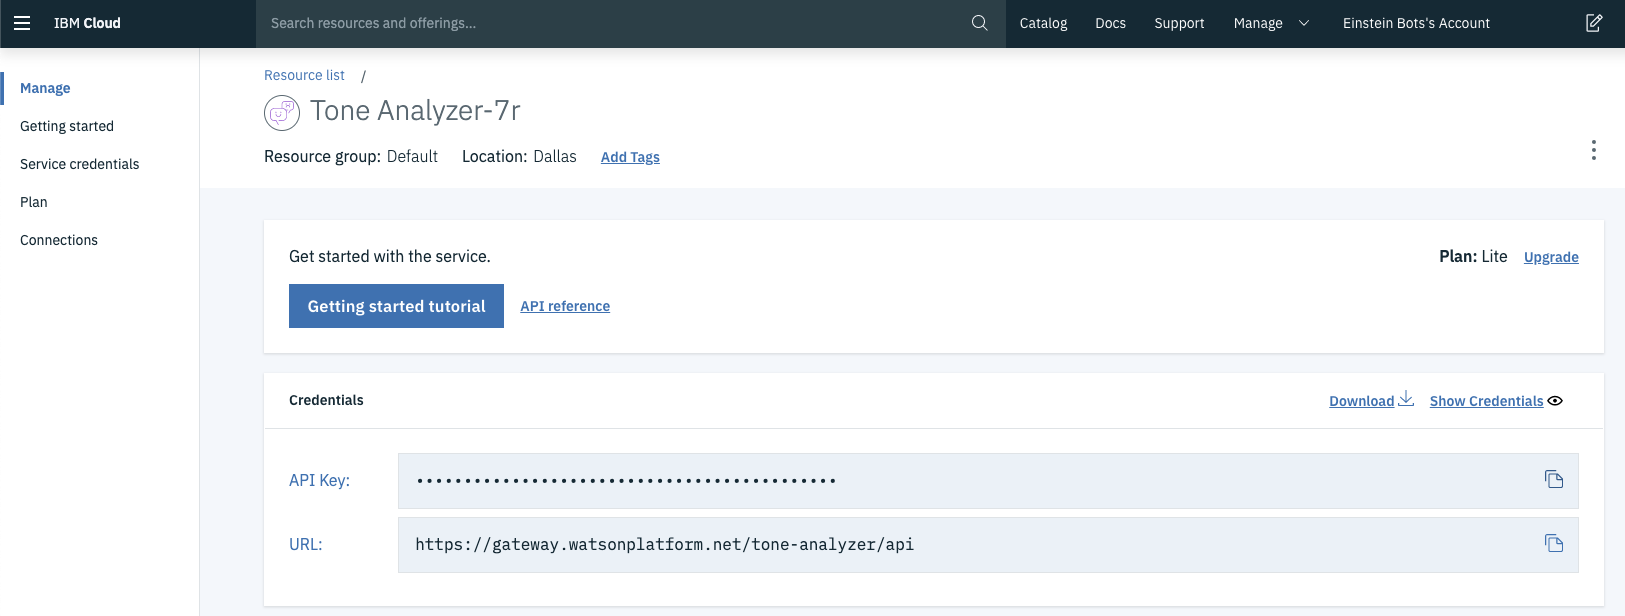 IBM Cloud
Search resources and offerings...
Catalog Docs Support Manage Einstein Bots's Account
Manage
Getting started
Service credentials
Plan
Connections
Resource list /
Tone Analyzer-7r
Resource group: Default Location: Dallas Add Tags
Get started with the service.
Plan: Lite Upgrade
Getting started tutorial API reference
Credentials
Download Show Credentials
API Key: ••••••••••••••••••••••••••••••••••••••••••••
URL: https://gateway.watsonplatform.net/tone-analyzer/api